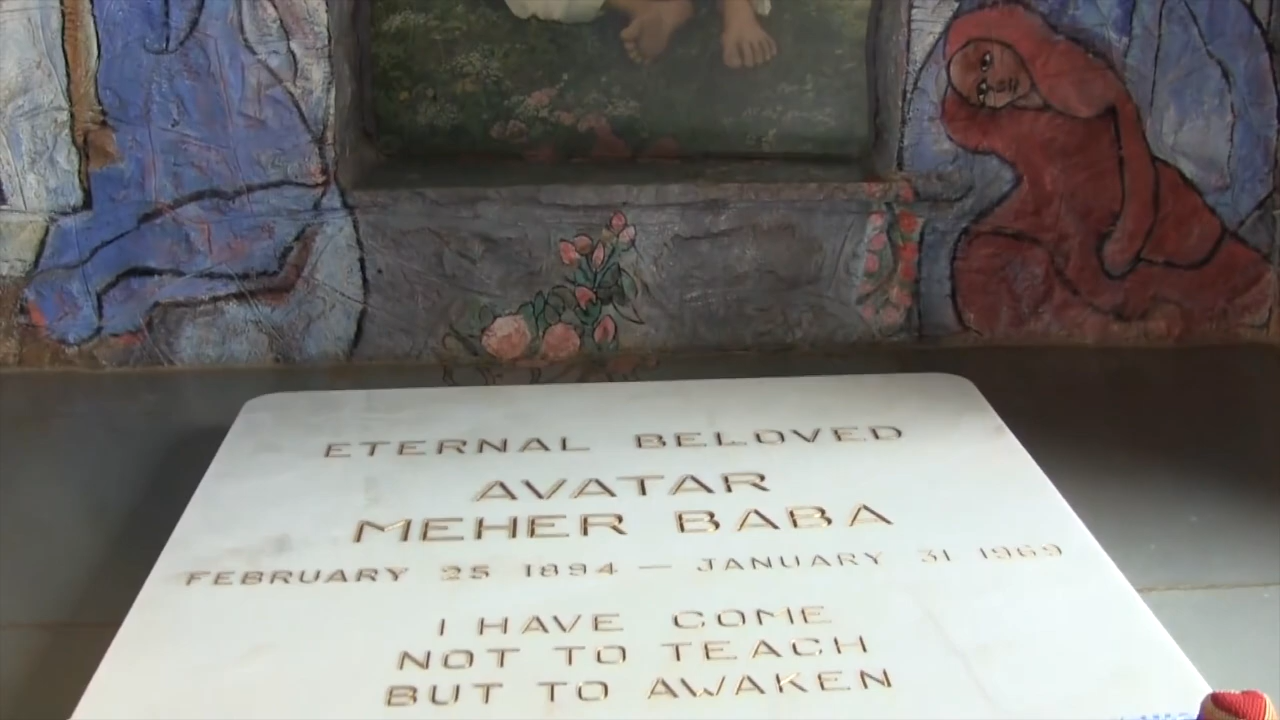 ETERNAL BELOVED
AVATAR
MEHER BABA
FEBRUARY 25 1894 — JANUARY 31 1969
I HAVE COME
NOT TO TEACH
BUT TO AWAKEN